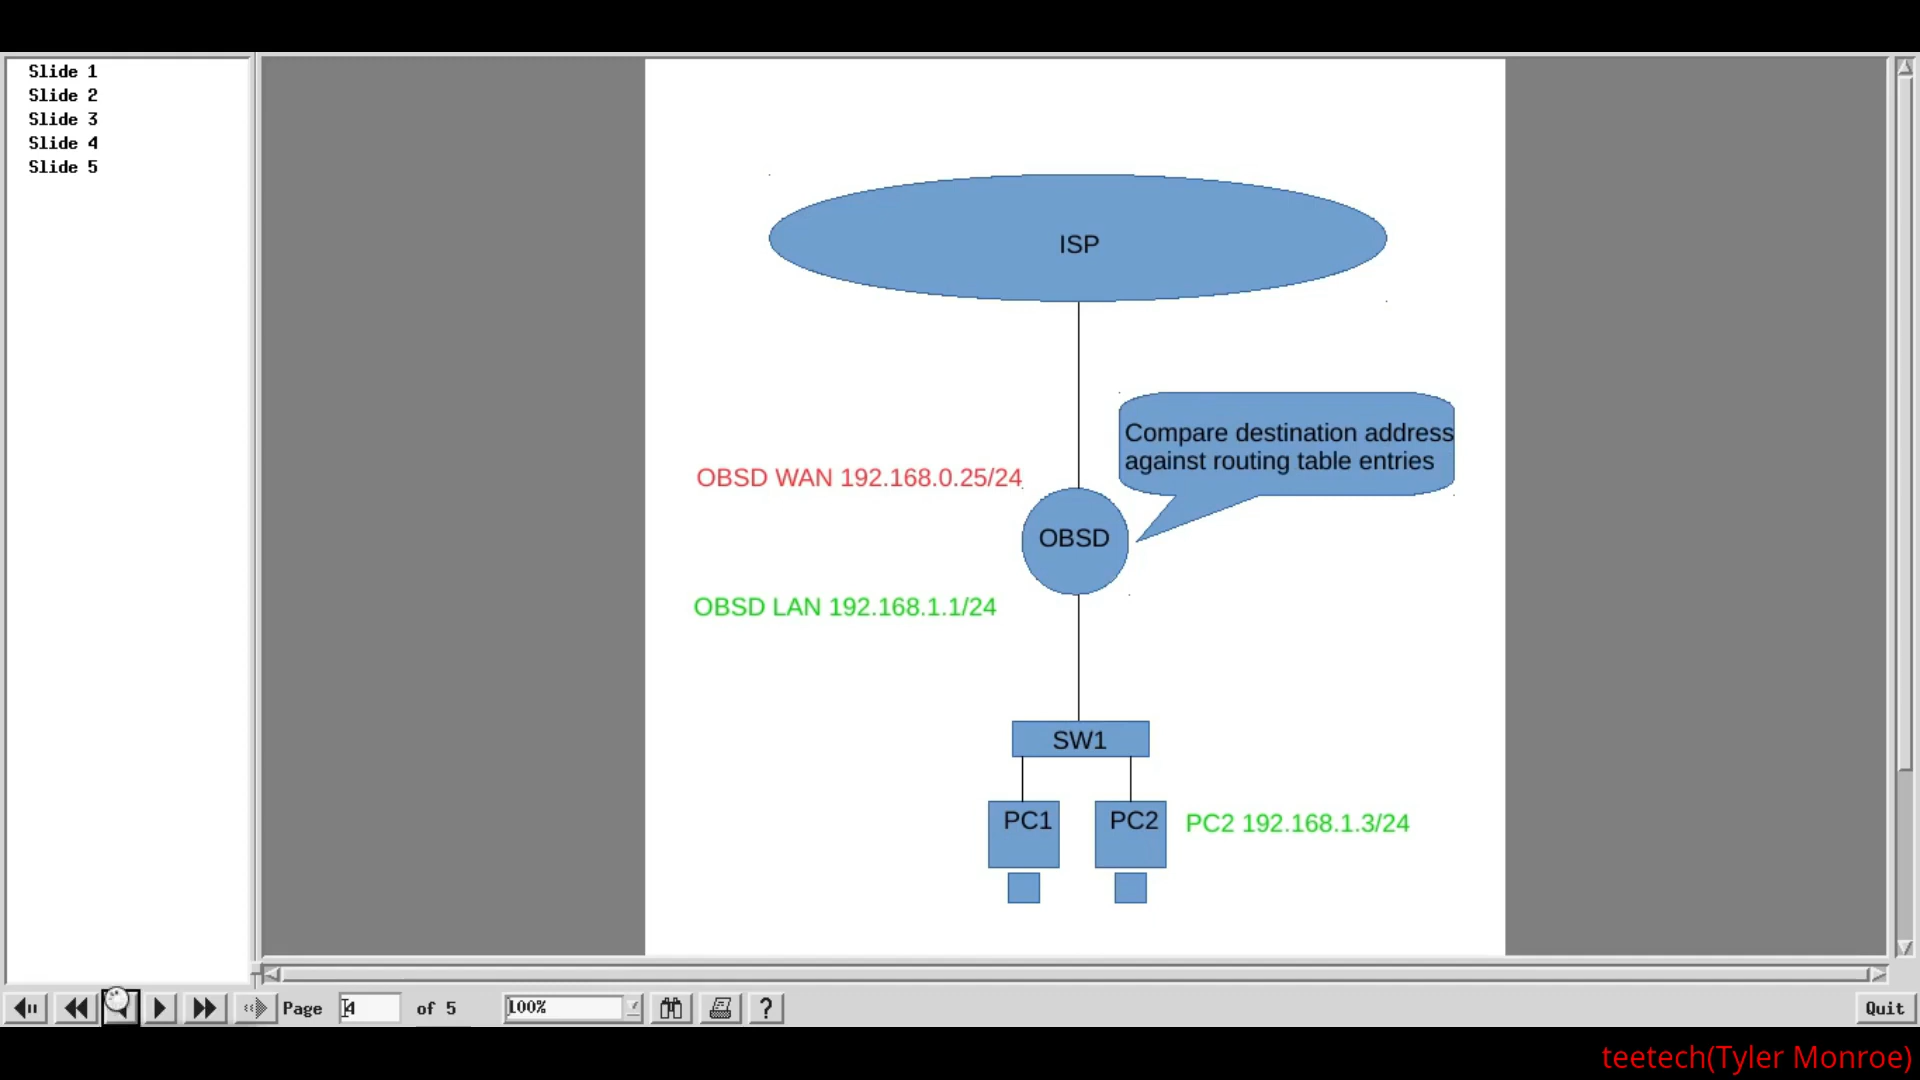 Slide 1
Slide 2
Slide 3
Slide 4
Slide 5
ISP
Compare destination address
against routing table entries
OBSD WAN 192.168.0.25/24
OBSD
OBSD LAN 192.168.1.1/24
SW1
PC1
PC2
PC2 192.168.1.3/24
Page 4 of 5
100%
?
Quit
teetech(Tyler Monroe)